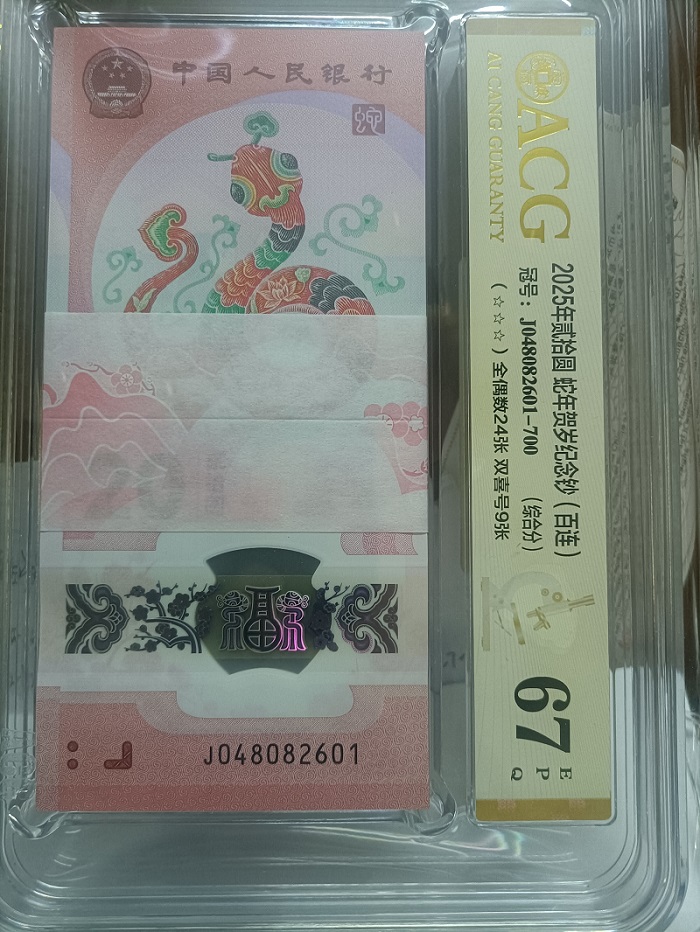 中国人民银行
蛇
福
J048082601
ACG
AI CANG GUARANTY
2025年贰拾圆 蛇年贺岁纪念钞（百连）
冠号：J048082601-700 （综合分）
（☆☆☆）全偶数24张 双喜号9张
67
E
P
Q